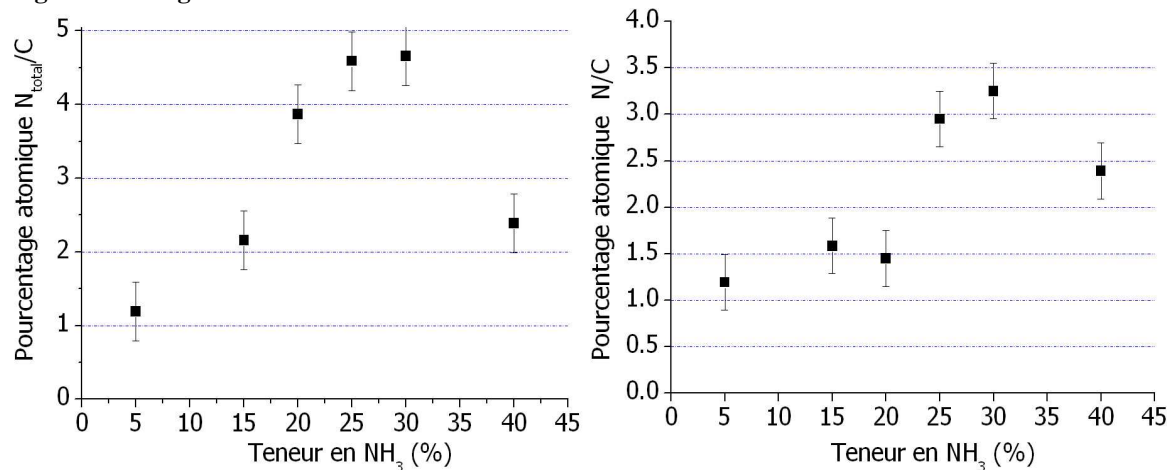 Pourcentage atomique N_total/C
5
4
3
2
1
0
0 5 10 15 20 25 30 35 40 45
Teneur en NH₃ (%)
Pourcentage atomique N/C
4.0
3.5
3.0
2.5
2.0
1.5
1.0
0.5
0.0
0 5 10 15 20 25 30 35 40 45
Teneur en NH₃ (%)